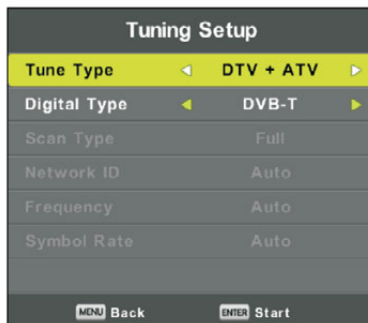 Tuning Setup
Tune Type DTV + ATV
Digital Type DVB-T
Scan Type Full
Network ID Auto
Frequency Auto
Symbol Rate Auto
MENU Back ENTER Start